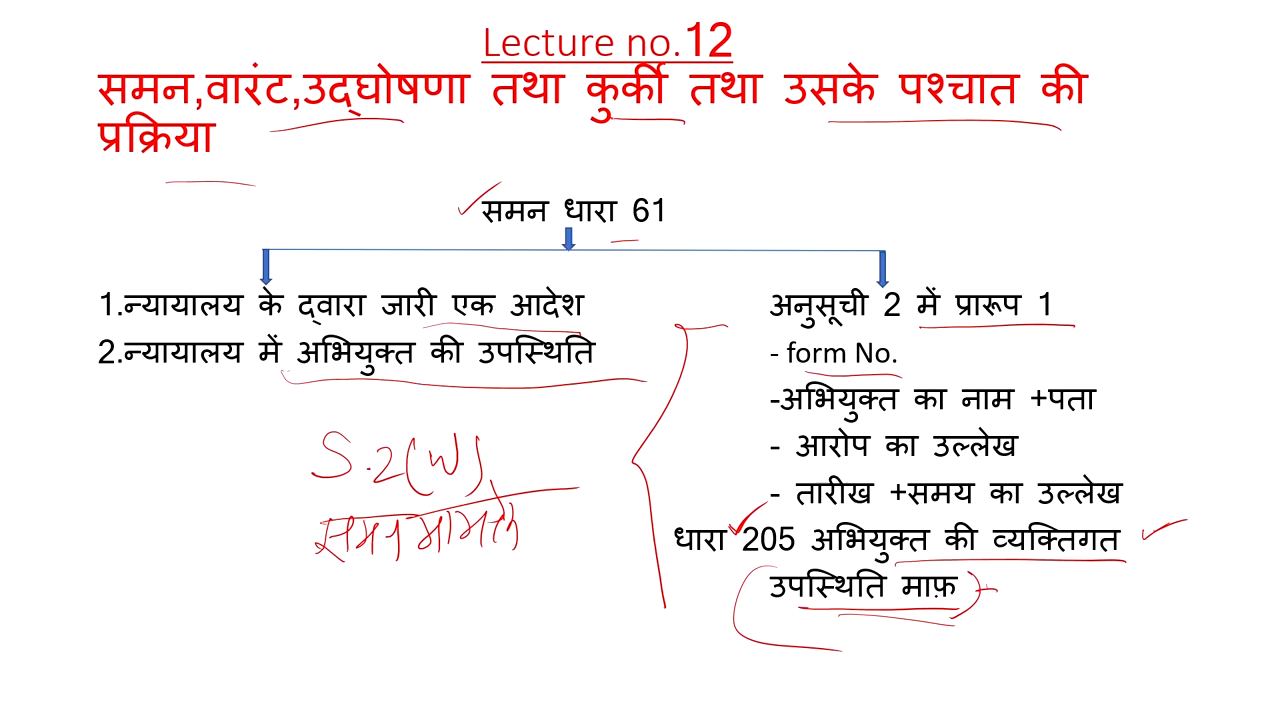 Lecture no.12
समन,वारंट,उद्घोषणा तथा कुर्की तथा उसके पश्चात की
प्रक्रिया
समन धारा 61
1.न्यायालय के द्वारा जारी एक आदेश
2.न्यायालय में अभियुक्त की उपस्थिति
S.2(w)
समन मामले
अनुसूची 2 में प्रारूप 1
- form No.
-अभियुक्त का नाम +पता
- आरोप का उल्लेख
- तारीख +समय का उल्लेख
धारा 205 अभियुक्त की व्यक्तिगत
उपस्थिति माफ़